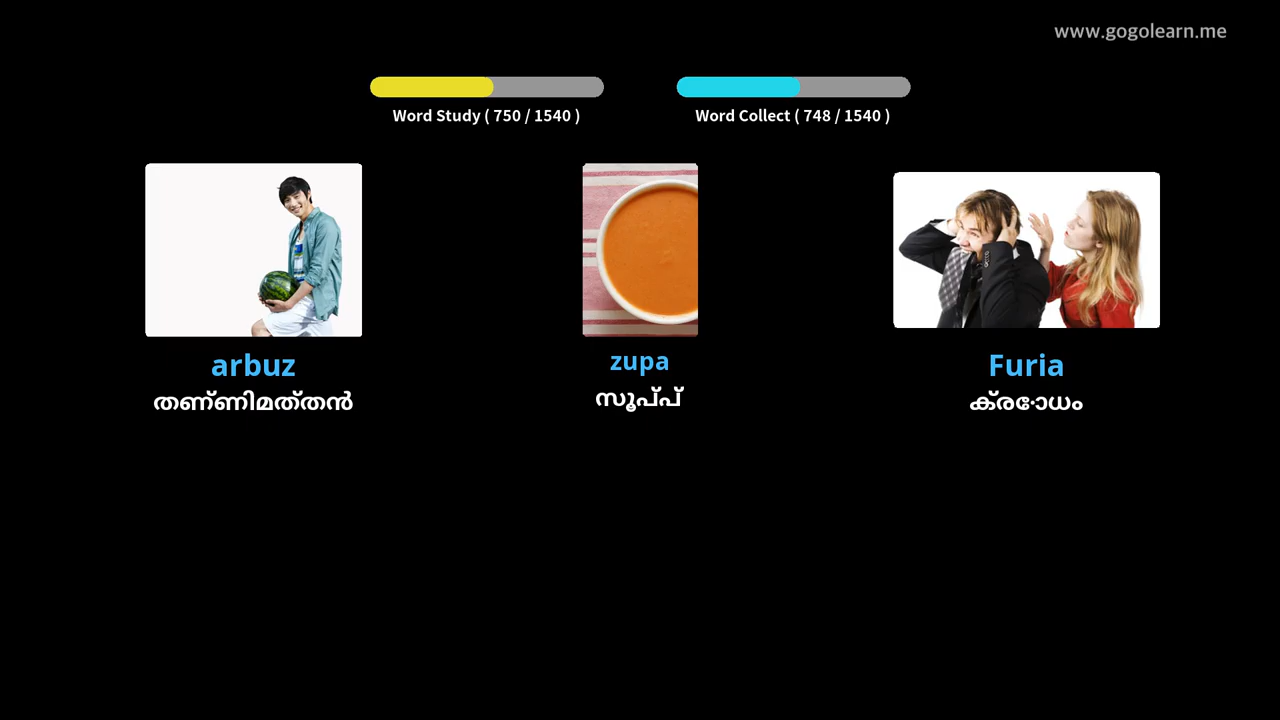 www.gogolearn.me
Word Study ( 750 / 1540 )
Word Collect ( 748 / 1540 )
arbuz
തണ്ണിമത്തൻ
zupa
സൂപ്പ്
Furia
ക്രോധം